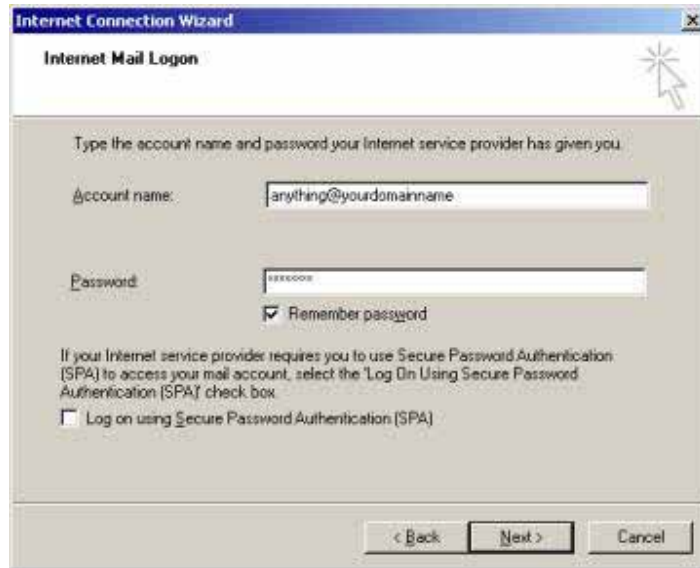 Internet Connection Wizard
Internet Mail Logon
Type the account name and password your Internet service provider has given you.
Account name: anything@yourdomainname
Password: *******
Remember password
If your Internet service provider requires you to use Secure Password Authentication
(SPA) to access your mail account, select the 'Log On Using Secure Password
Authentication (SPA)' check box.
Log on using Secure Password Authentication (SPA)
< Back Next > Cancel